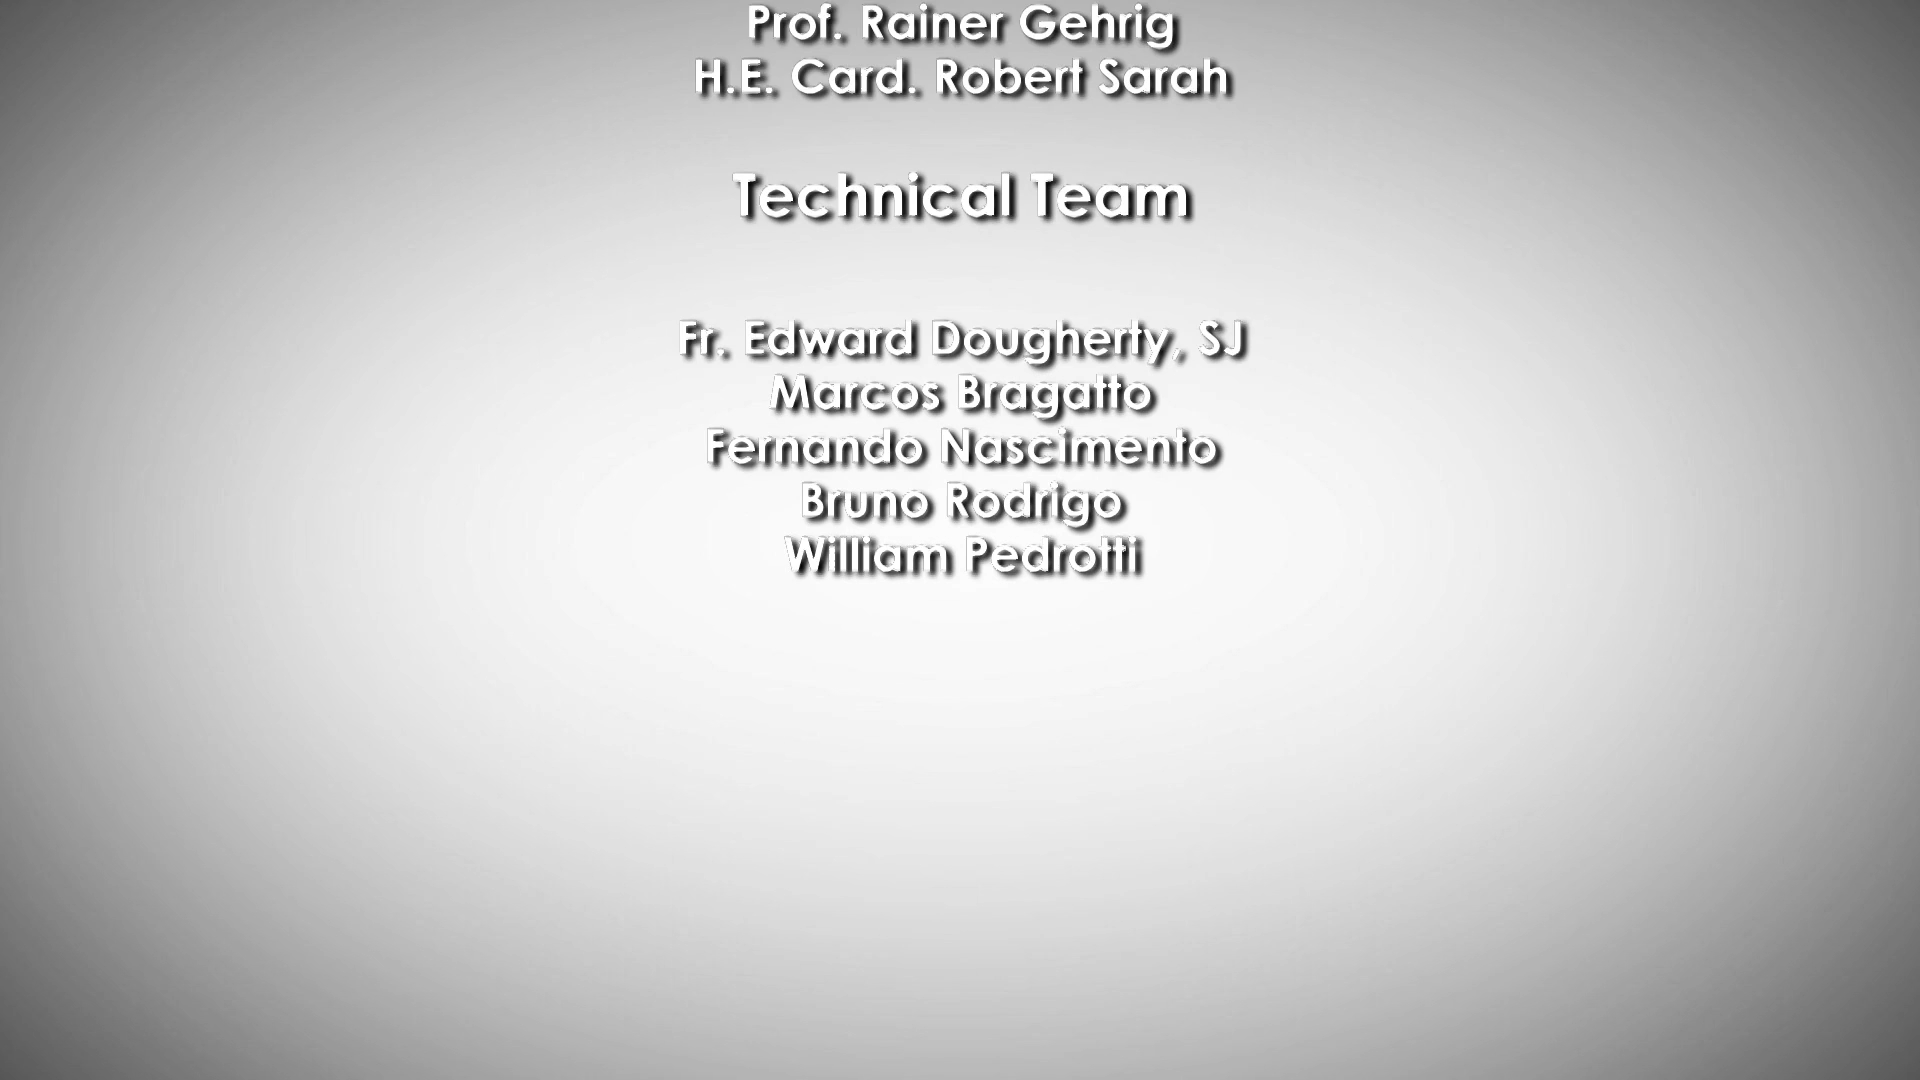 Prof. Rainer Gehrig
H.E. Card. Robert Sarah
Technical Team
Fr. Edward Dougherty, SJ
Marcos Bragatto
Fernando Nascimento
Bruno Rodrigo
William Pedrotti